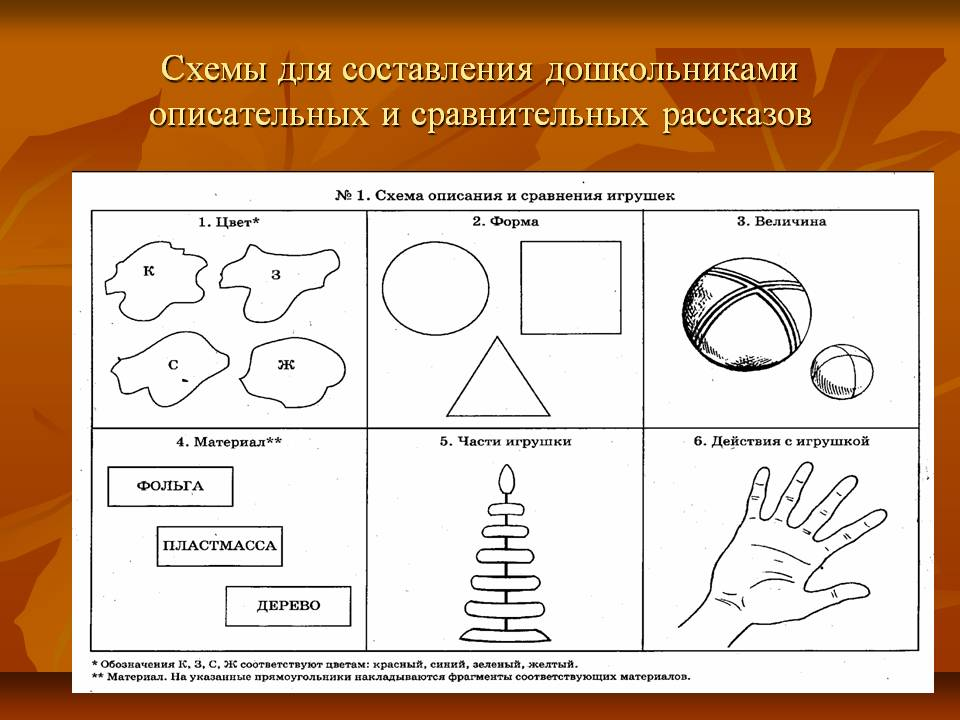 Схемы для составления дошкольниками
описательных и сравнительных рассказов
№ 1. Схема описания и сравнения игрушек
1. Цвет*
К
З
С
Ж
2. Форма
3. Величина
4. Материал**
ФОЛЬГА
ПЛАСТМАССА
ДЕРЕВО
5. Части игрушки
6. Действия с игрушкой
* Обозначения К, З, С, Ж соответствуют цветам: красный, синий, зеленый, желтый.
** Материал. На указанные прямоугольники накладываются фрагменты соответствующих материалов.